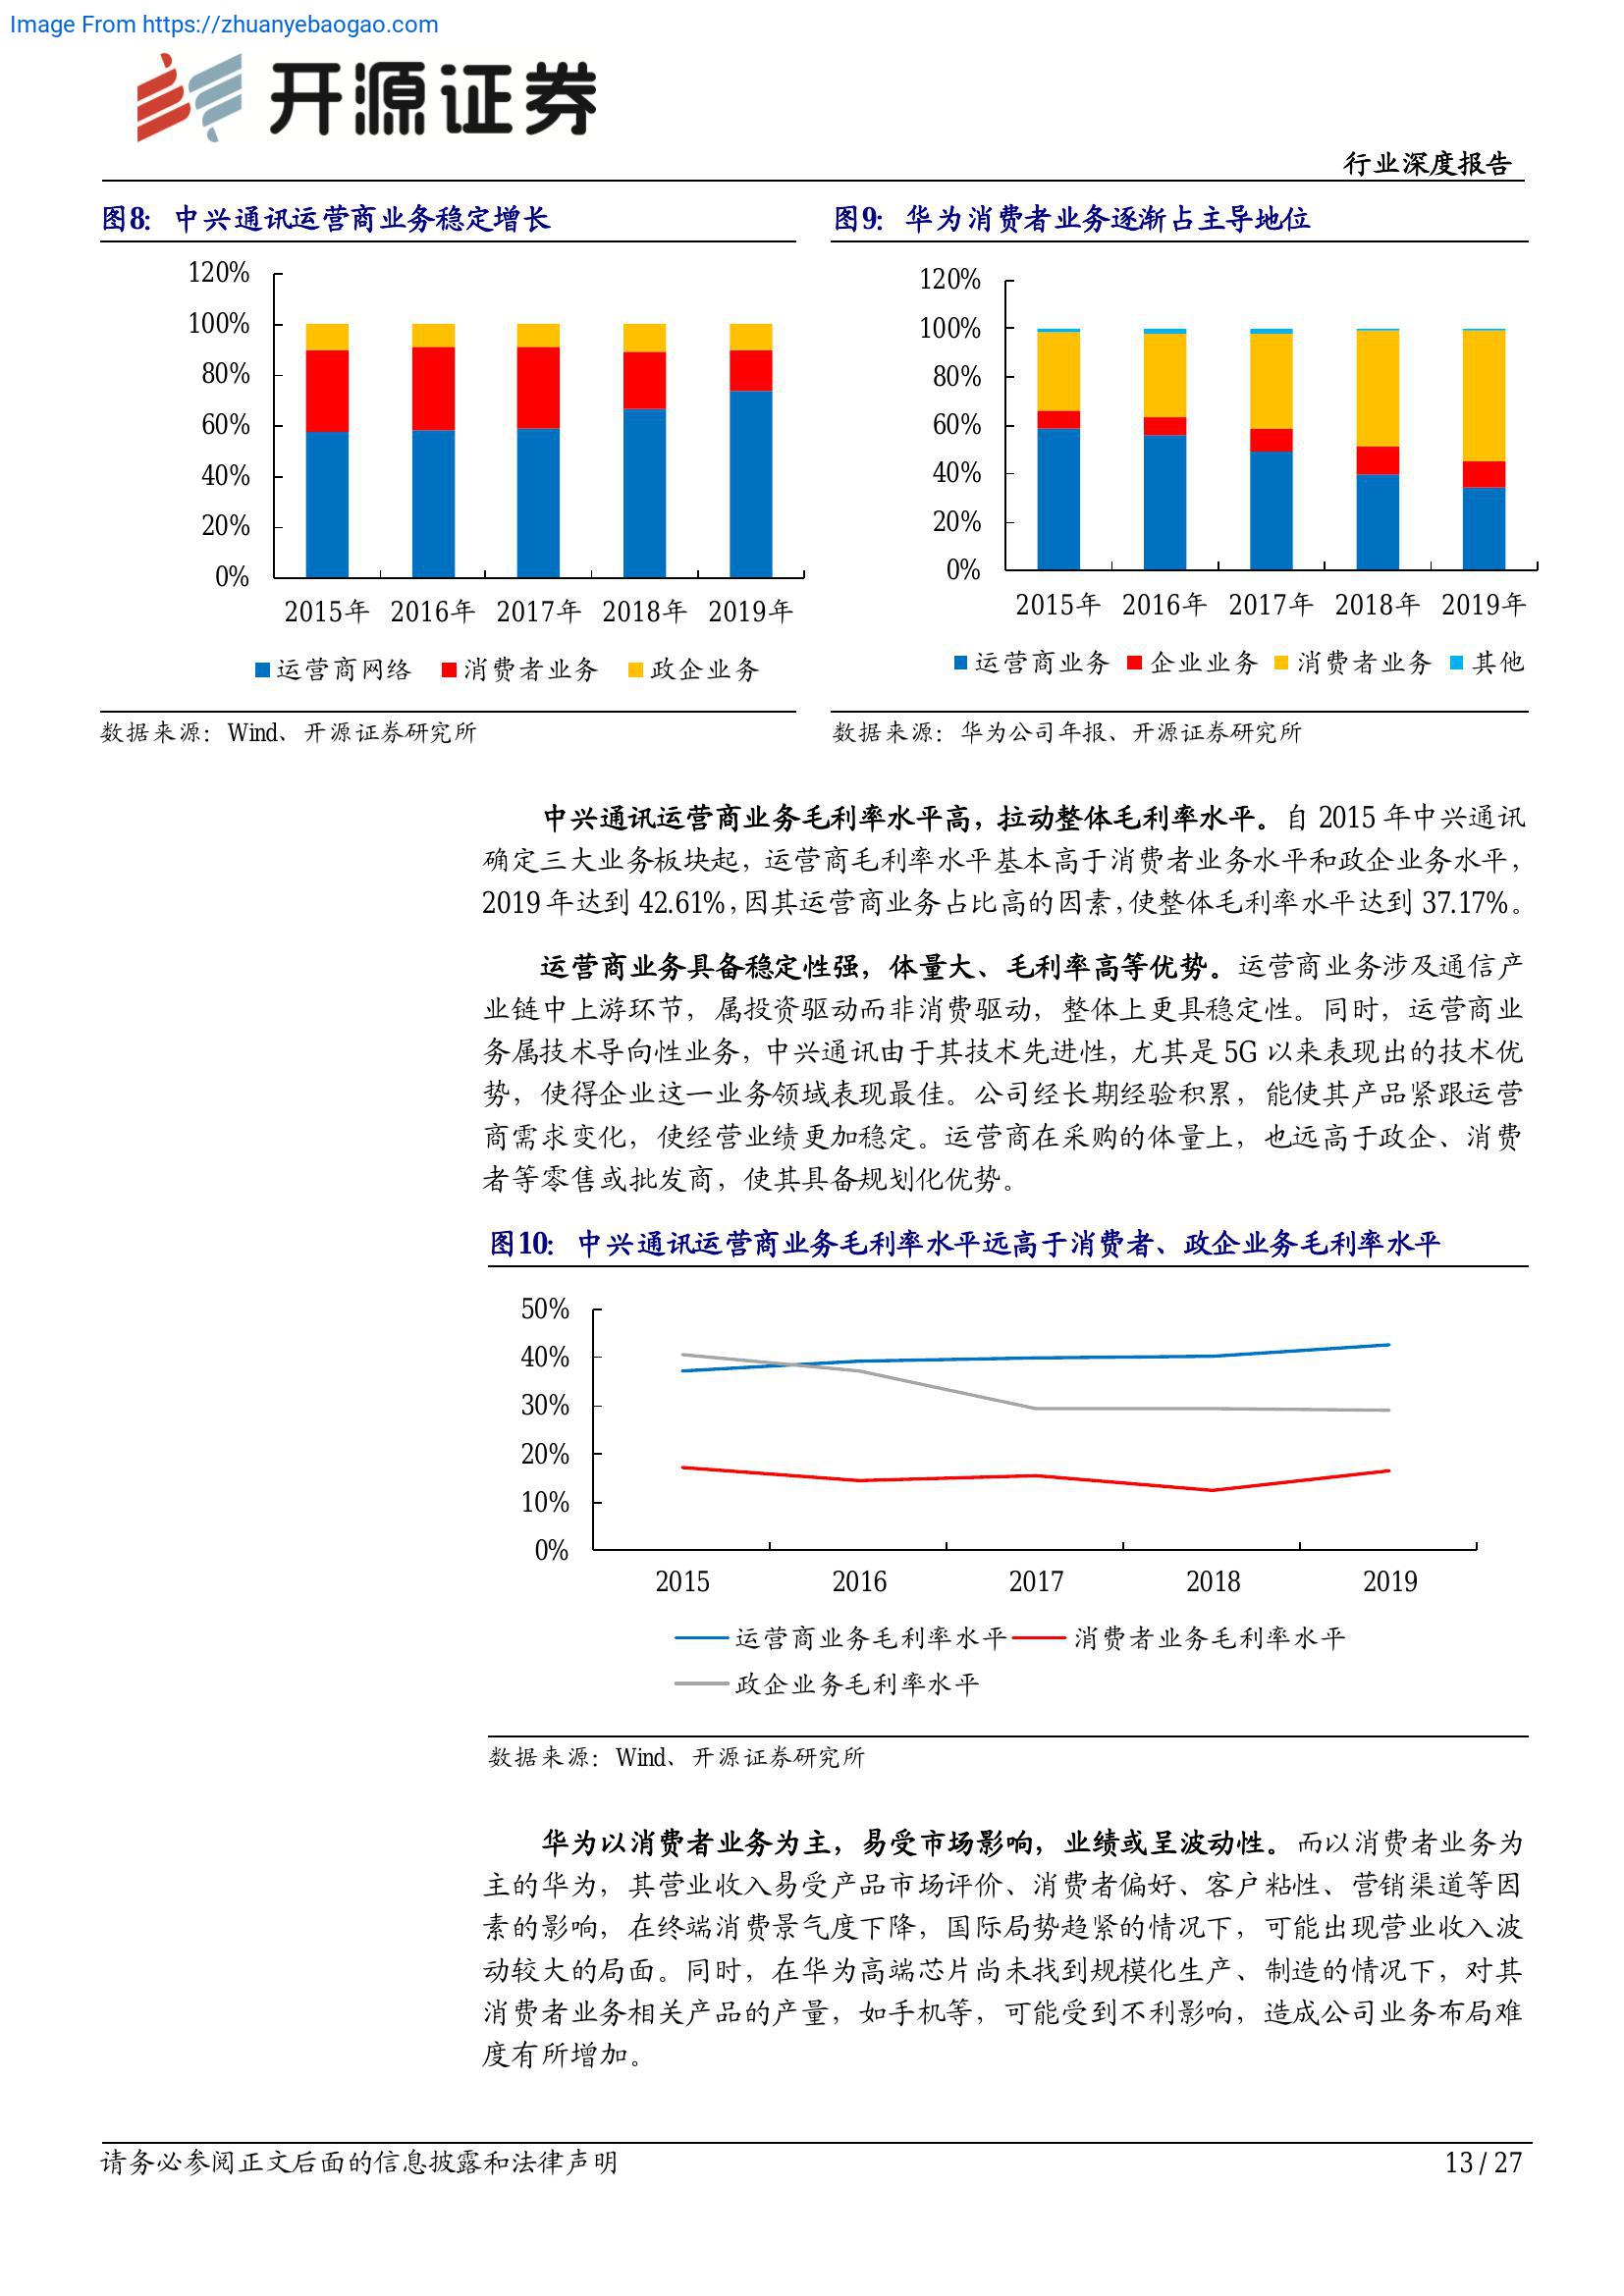 Image From https://zhuanyebaogao.com
开源证券
行业深度报告
图8：中兴通讯运营商业务稳定增长
120%
100%
80%
60%
40%
20%
0%
2015年 2016年 2017年 2018年 2019年
运营商网络 消费者业务 政企业务
数据来源：Wind、开源证券研究所
图9：华为消费者业务逐渐占主导地位
120%
100%
80%
60%
40%
20%
0%
2015年 2016年 2017年 2018年 2019年
运营商业务 企业业务 消费者业务 其他
数据来源：华为公司年报、开源证券研究所
中兴通讯运营商业务毛利率水平高，拉动整体毛利率水平。自 2015 年中兴通讯
确定三大业务板块起，运营商毛利率水平基本高于消费者业务水平和政企业务水平，
2019 年达到 42.61%，因其运营商业务占比高的因素，使整体毛利率水平达到 37.17%。
运营商业务具备稳定性强，体量大、毛利率高等优势。运营商业务涉及通信产
业链中上游环节，属投资驱动而非消费驱动，整体上更具稳定性。同时，运营商业
务属技术导向性业务，中兴通讯由于其技术先进性，尤其是 5G 以来表现出的技术优
势，使得企业这一业务领域表现最佳。公司经长期经验积累，能使其产品紧跟运营
商需求变化，使经营业绩更加稳定。运营商在采购的体量上，也远高于政企、消费
者等零售或批发商，使其具备规划化优势。
图10：中兴通讯运营商业务毛利率水平远高于消费者、政企业务毛利率水平
50%
40%
30%
20%
10%
0%
2015 2016 2017 2018 2019
运营商业务毛利率水平 消费者业务毛利率水平
政企业务毛利率水平
数据来源：Wind、开源证券研究所
华为以消费者业务为主，易受市场影响，业绩或呈波动性。而以消费者业务为
主的华为，其营业收入易受产品市场评价、消费者偏好、客户粘性、营销渠道等因
素的影响，在终端消费景气度下降，国际局势趋紧的情况下，可能出现营业收入波
动较大的局面。同时，在华为高端芯片尚未找到规模化生产、制造的情况下，对其
消费者业务相关产品的产量，如手机等，可能受到不利影响，造成公司业务布局难
度有所增加。
请务必参阅正文后面的信息披露和法律声明
13 / 27